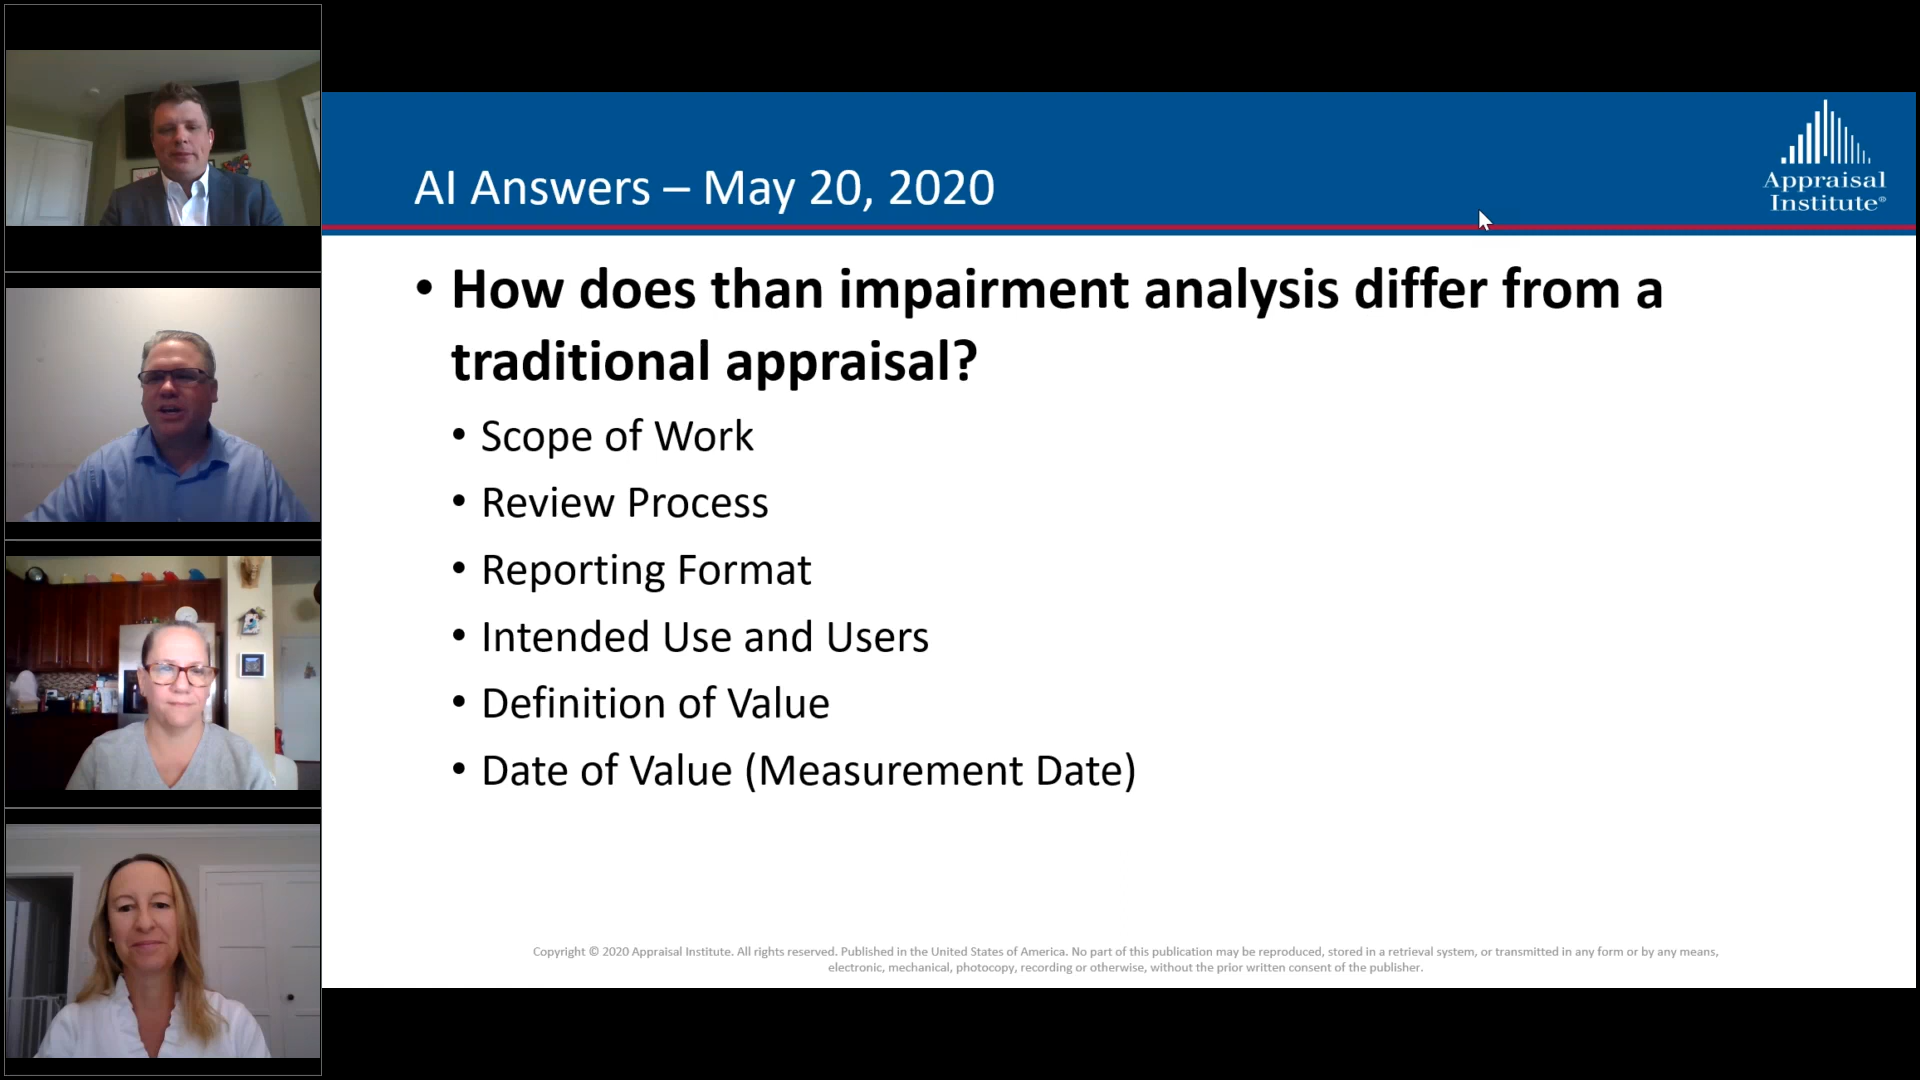 AI Answers – May 20, 2020
Appraisal
Institute®
• How does than impairment analysis differ from a
traditional appraisal?
• Scope of Work
• Review Process
• Reporting Format
• Intended Use and Users
• Definition of Value
• Date of Value (Measurement Date)
Copyright © 2020 Appraisal Institute. All rights reserved. Published in the United States of America. No part of this publication may be reproduced, stored in a retrieval system, or transmitted in any form or by any means,
electronic, mechanical, photocopy, recording or otherwise, without the prior written consent of the publisher.